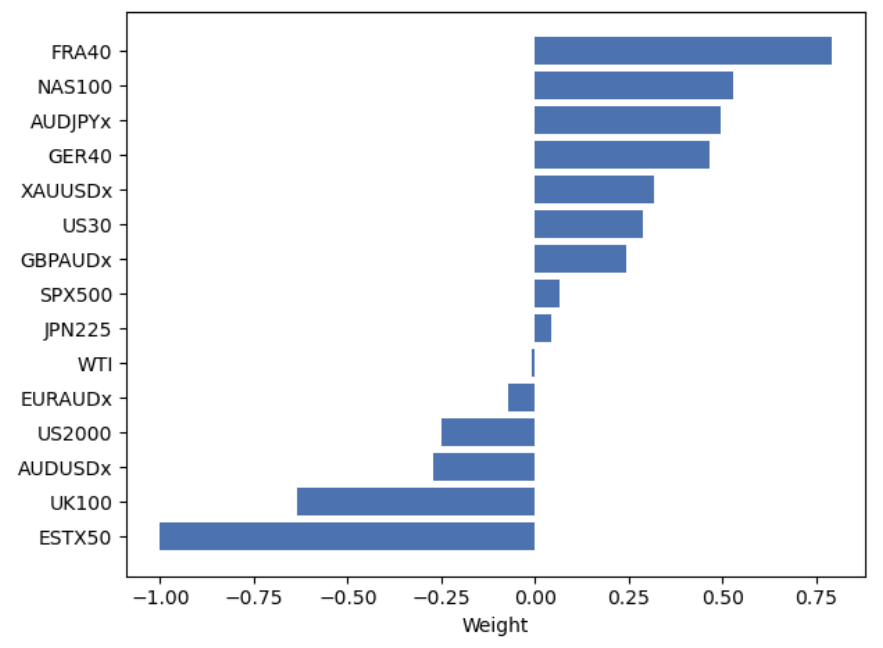 FRA40
NAS100
AUDJPYx
GER40
XAUUSDx
US30
GBPAUDx
SPX500
JPN225
WTI
EURAUDx
US2000
AUDUSDx
UK100
ESTX50
−1.00 −0.75 −0.50 −0.25 0.00 0.25 0.50 0.75
Weight